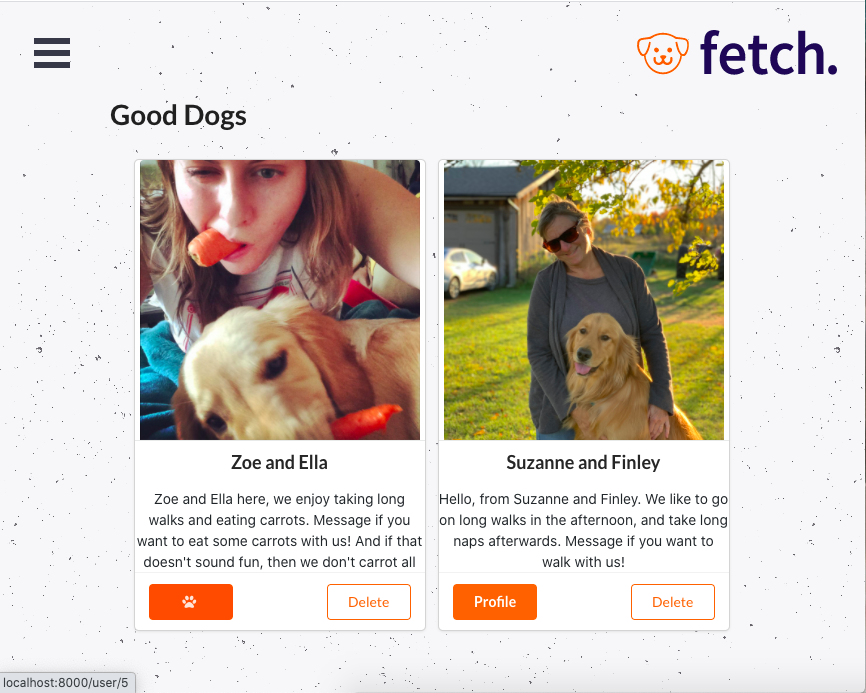 fetch.
Good Dogs
Zoe and Ella
Zoe and Ella here, we enjoy taking long
walks and eating carrots. Message if you
want to eat some carrots with us! And if that
doesn't sound fun, then we don't carrot all
Delete
Suzanne and Finley
Hello, from Suzanne and Finley. We like to go
on long walks in the afternoon, and take long
naps afterwards. Message if you want to
walk with us!
Profile
Delete
localhost:8000/user/5